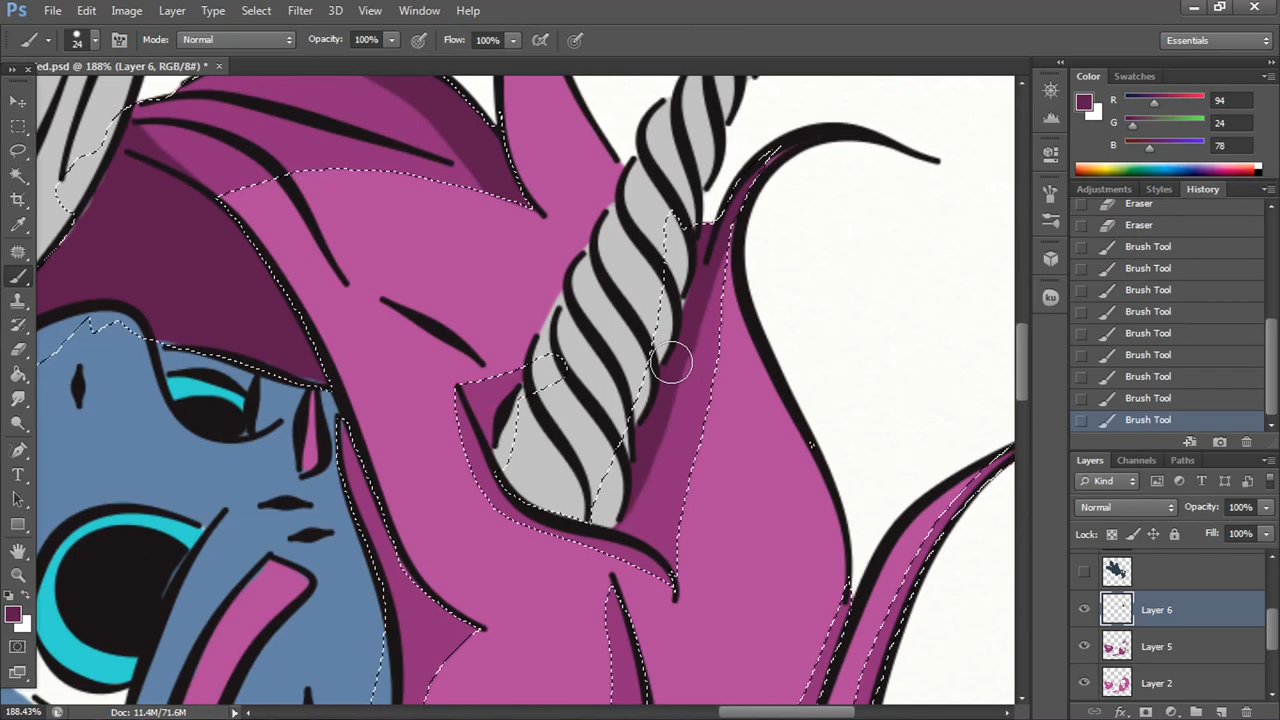 Ps File Edit Image Layer Type Select Filter 3D View Window Help
24 Mode: Normal Opacity: 100% Flow: 100% Essentials
ed.psd @ 188% (Layer 6, RGB/8#) * ×
Color Swatches
R 94
G 24
B 78
Adjustments Styles History
Eraser
Eraser
Brush Tool
Brush Tool
Brush Tool
Brush Tool
Brush Tool
Brush Tool
Brush Tool
Brush Tool
Brush Tool
ku
Layers Channels Paths
Kind
Normal Opacity: 100%
Lock: Fill: 100%
Layer 6
Layer 5
Layer 2
188.43% Doc: 11.4M/71.6M